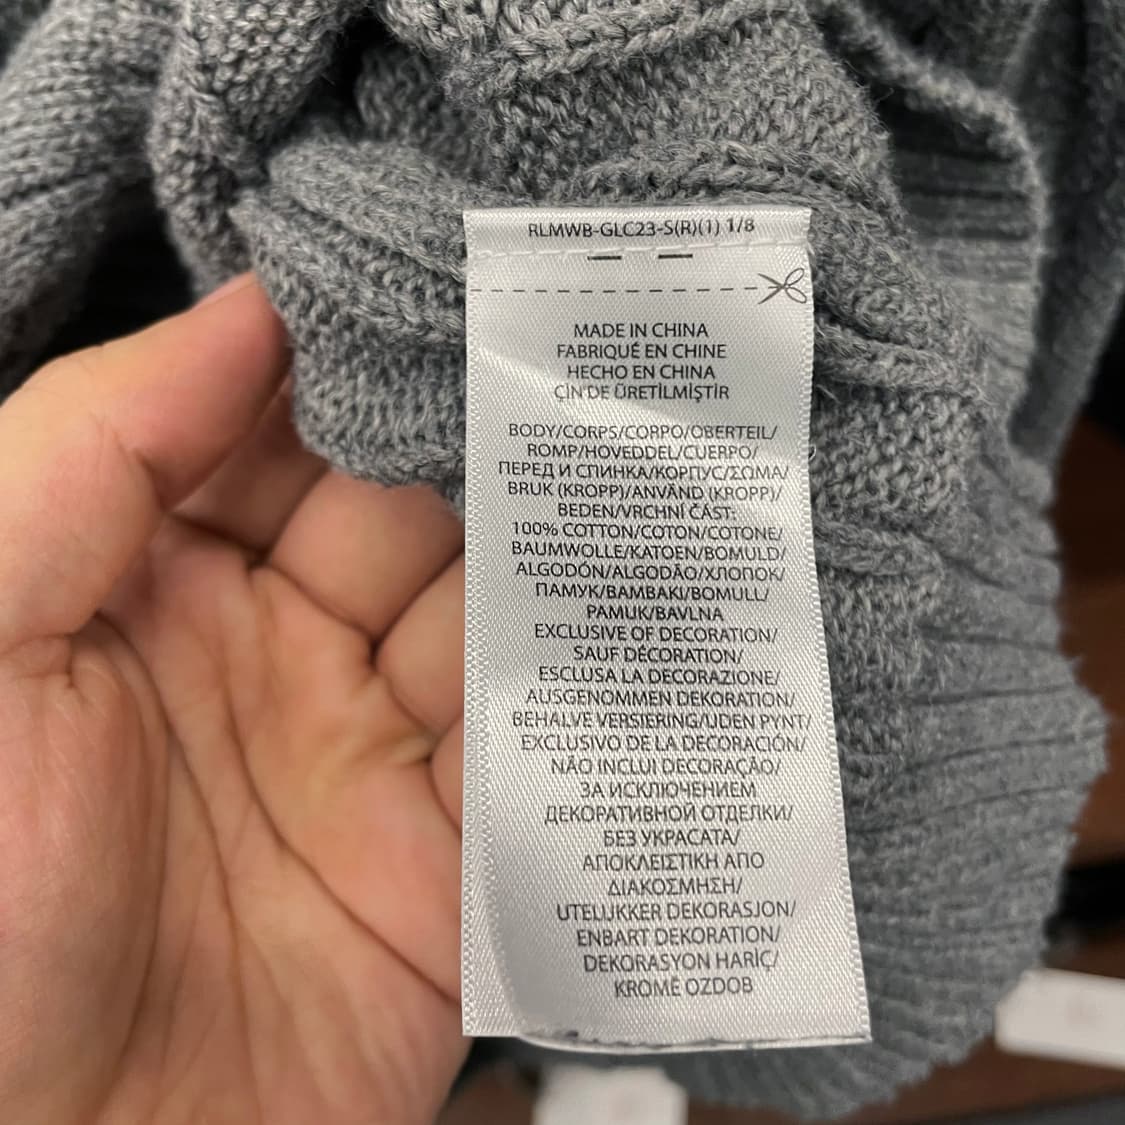 RLMWB-GLC23-S(R)(1) 1/8
MADE IN CHINA
FABRIQUÉ EN CHINE
HECHO EN CHINA
ÇİN'DE ÜRETİLMİŞTİR
BODY/CORPS/CORPO/OBERTEIL/
ROMP/HOVEDDEL/CUERPO/
ПЕРЕД И СПИНКА/КОРПУС/ΣΩΜΑ/
BRUK (KROPP)/ANVÄND (KROPP)/
BEDEN/VRCHNÍ ČÁST:
100% COTTON/COTON/COTONE/
BAUMWOLLE/KATOEN/BOMULD/
ALGODÓN/ALGODÃO/ХЛОПОК/
ПАМУК/ΒΑΜΒΑΚΙ/BOMULL/
PAMUK/BAVLNA
EXCLUSIVE OF DECORATION/
SAUF DÉCORATION/
ESCLUSA LA DECORAZIONE/
AUSGENOMMEN DEKORATION/
BEHALVE VERSIERING/UDEN PYNT/
EXCLUSIVO DE LA DECORACIÓN/
NÃO INCLUI DECORAÇÃO/
ЗА ИСКЛЮЧЕНИЕМ
ДЕКОРАТИВНОЙ ОТДЕЛКИ/
БЕЗ УКРАСАТА/
ΑΠΟΚΛΕΙΣΤΙΚΗ ΑΠΟ
ΔΙΑΚΟΣΜΗΣΗ/
UTELUKKER DEKORASJON/
ENBART DEKORATION/
DEKORASYON HARİÇ/
KROMĚ OZDOB